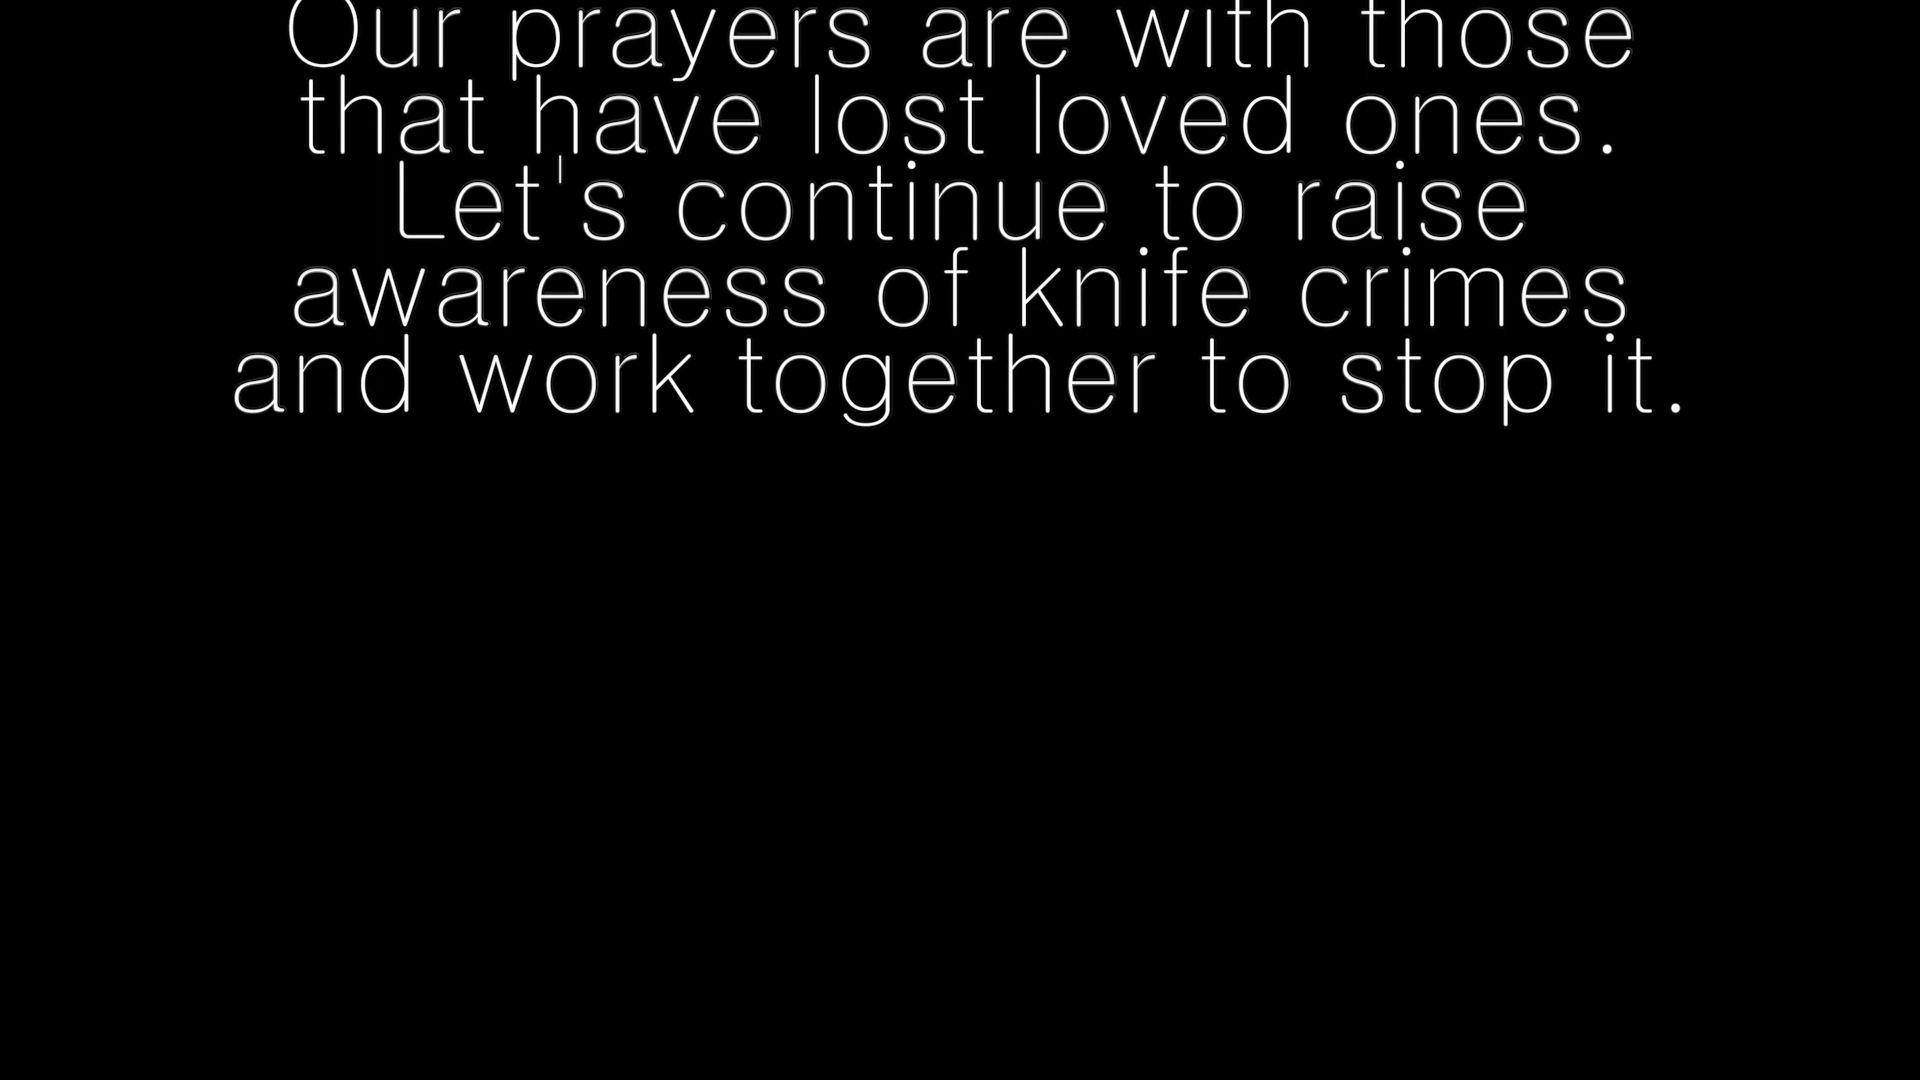 Our prayers are with those
that have lost loved ones.
Let's continue to raise
awareness of knife crimes
and work together to stop it.